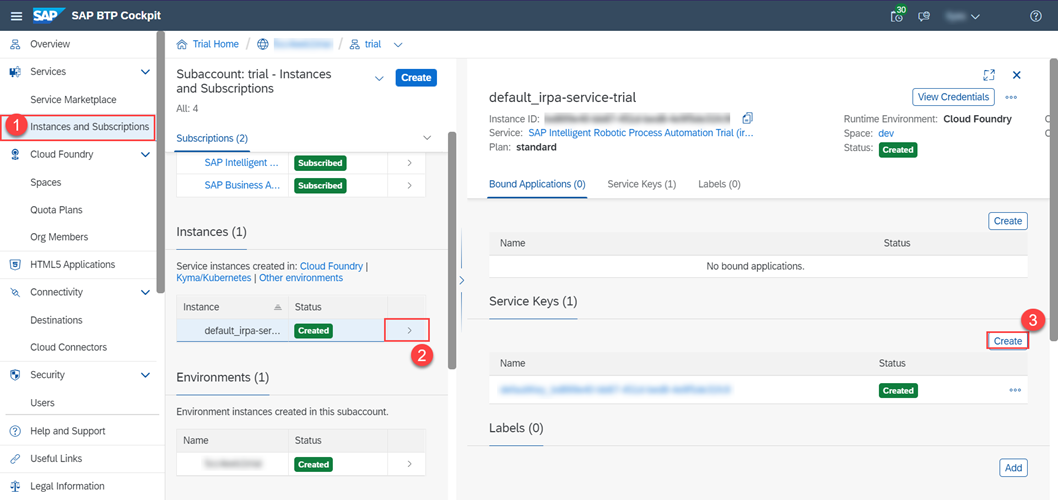 SAP SAP BTP Cockpit 30
Overview
Services
Service Marketplace
1
Instances and Subscriptions
Cloud Foundry
Spaces
Quota Plans
Org Members
HTML5 Applications
Connectivity
Destinations
Cloud Connectors
Security
Users
Help and Support
Useful Links
Legal Information
Trial Home / / trial
Subaccount: trial - Instances
and Subscriptions
Create
All: 4
Subscriptions (2)
SAP Intelligent ... Subscribed
SAP Business A... Subscribed
Instances (1)
Service instances created in: Cloud Foundry |
Kyma/Kubernetes | Other environments
Instance Status
default_irpa-ser... Created
2
Environments (1)
Environment instances created in this subaccount.
Name Status
Created
default_irpa-service-trial
View Credentials
Instance ID:
Service: SAP Intelligent Robotic Process Automation Trial (ir...
Plan: standard
Runtime Environment: Cloud Foundry
Space: dev
Status: Created
Bound Applications (0) Service Keys (1) Labels (0)
Create
Name Status
No bound applications.
Service Keys (1)
3
Create
Name Status
Created
Labels (0)
Add